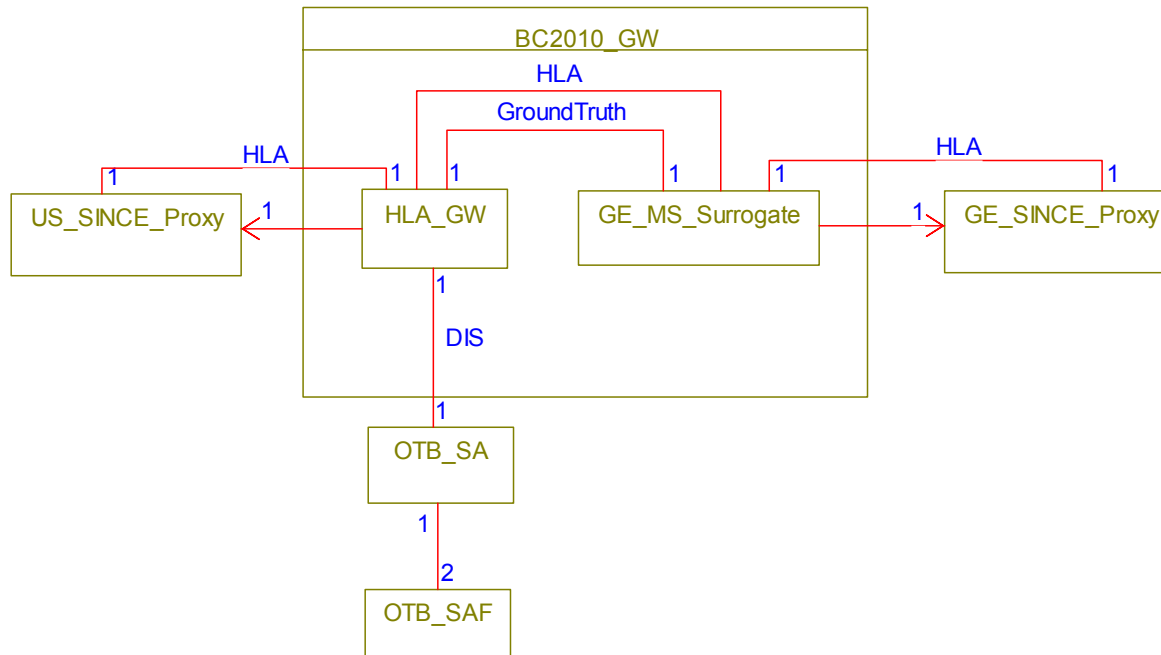 BC2010_GW
HLA
GroundTruth
HLA
HLA
1
1
1
1
1
1
US_SINCE_Proxy
1
HLA_GW
GE_MS_Surrogate
1
GE_SINCE_Proxy
1
DIS
1
OTB_SA
1
2
OTB_SAF